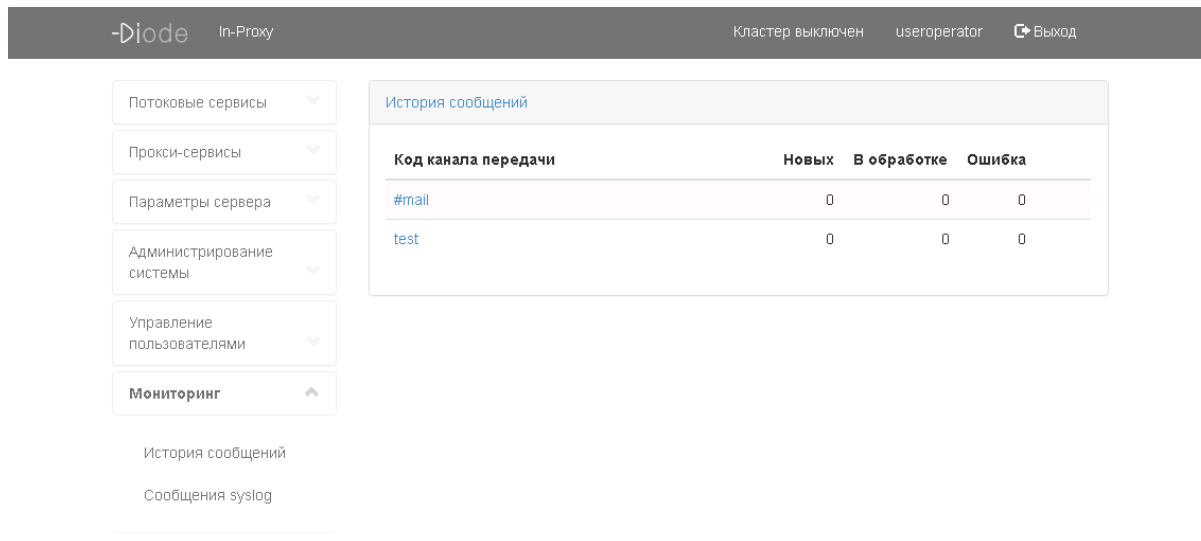 -Diode In-Proxy Кластер выключен useroperator Выход
Потоковые сервисы
Прокси-сервисы
Параметры сервера
Администрирование
системы
Управление
пользователями
Мониторинг
История сообщений
Сообщения syslog
История сообщений
Код канала передачи Новых В обработке Ошибка
#mail 0 0 0
test 0 0 0